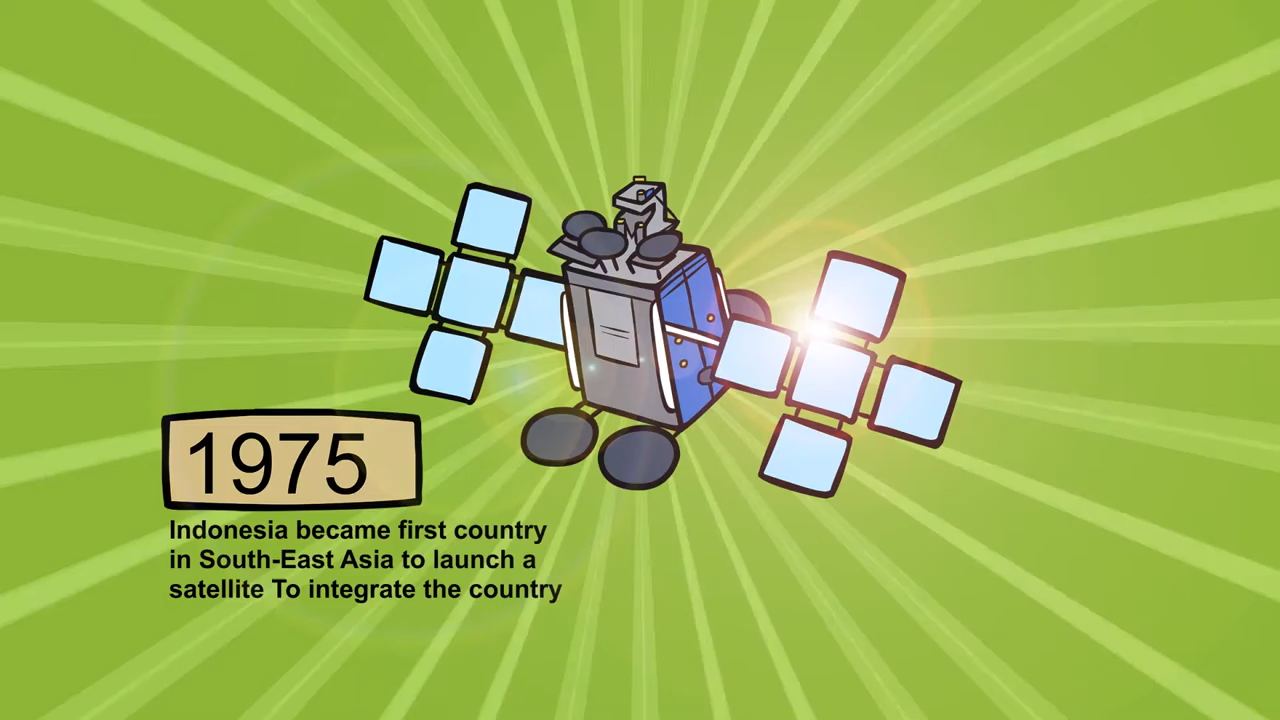 1975
Indonesia became first country
in South-East Asia to launch a
satellite To integrate the country